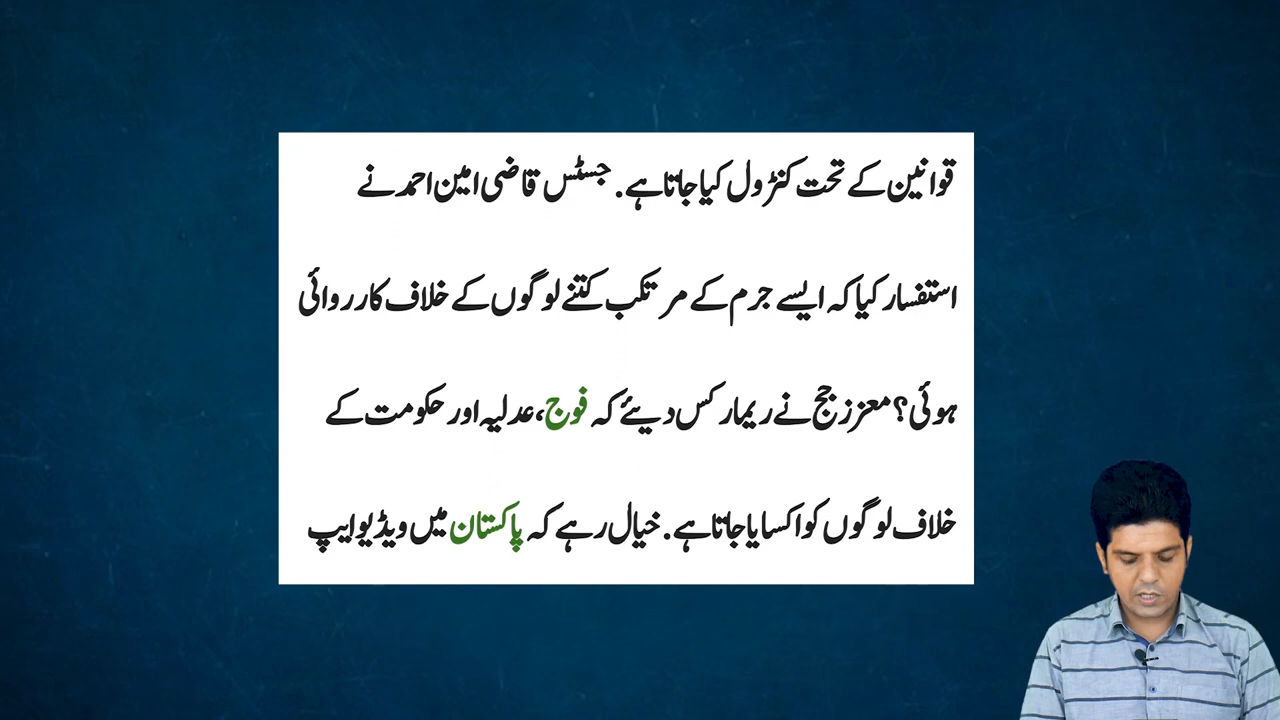 قوانین کے تحت کنٹرول کیا جاتا ہے. جسٹس قاضی امین احمد نے
استفسار کیا کہ ایسے جرم کے مرتکب کتنے لوگوں کے خلاف کارروائی
ہوئی؟ معزز جج نے ریمارکس دیئے کہ فوج، عدلیہ اور حکومت کے
خلاف لوگوں کو اکسایا جاتا ہے. خیال رہے کہ پاکستان میں ویڈیو ایپ